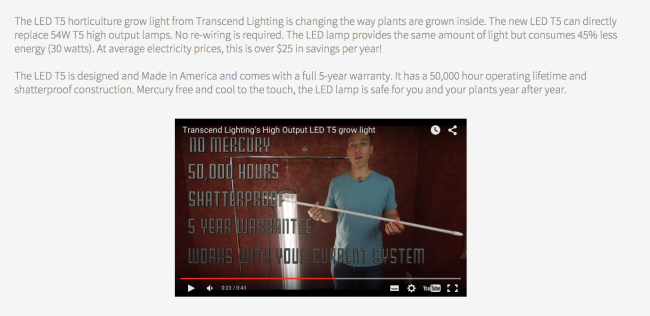 The LED T5 horticulture grow light from Transcend Lighting is changing the way plants are grown inside. The new LED T5 can directly
replace 54W T5 high output lamps. No re-wiring is required. The LED lamp provides the same amount of light but consumes 45% less
energy (30 watts). At average electricity prices, this is over $25 in savings per year!
The LED T5 is designed and Made in America and comes with a full 5-year warranty. It has a 50,000 hour operating lifetime and
shatterproof construction. Mercury free and cool to the touch, the LED lamp is safe for you and your plants year after year.
Transcend Lighting's High Output LED T5 grow light
NO MERCURY
50,000 HOURS
SHATTERPROOF
5 YEAR WARRANTEE
WORKS WITH YOUR CURRENT SYSTEM
0:23 / 0:43
YouTube